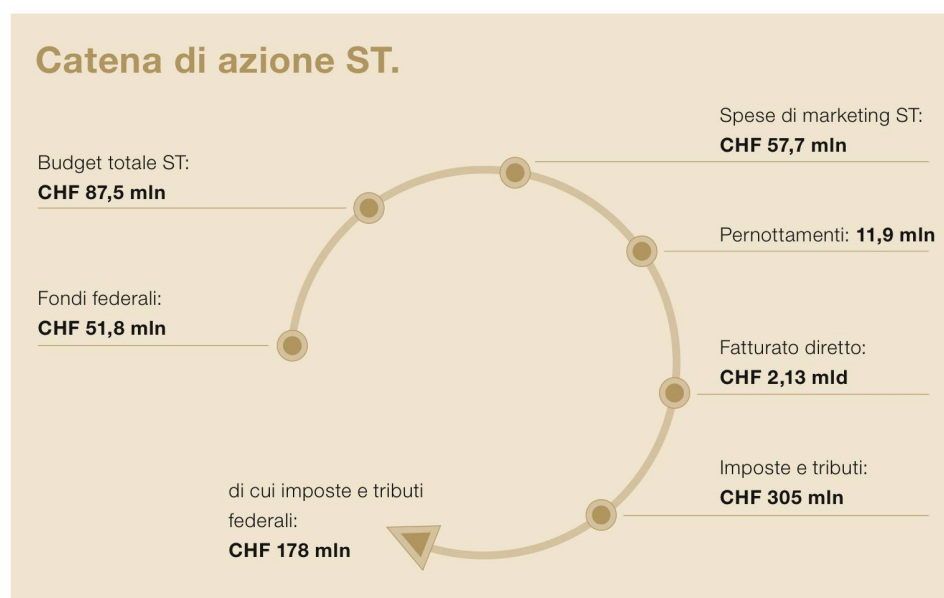 Catena di azione ST.
Fondi federali:
CHF 51,8 mln
Budget totale ST:
CHF 87,5 mln
Spese di marketing ST:
CHF 57,7 mln
Pernottamenti: 11,9 mln
Fatturato diretto:
CHF 2,13 mld
Imposte e tributi:
CHF 305 mln
di cui imposte e tributi
federali:
CHF 178 mln